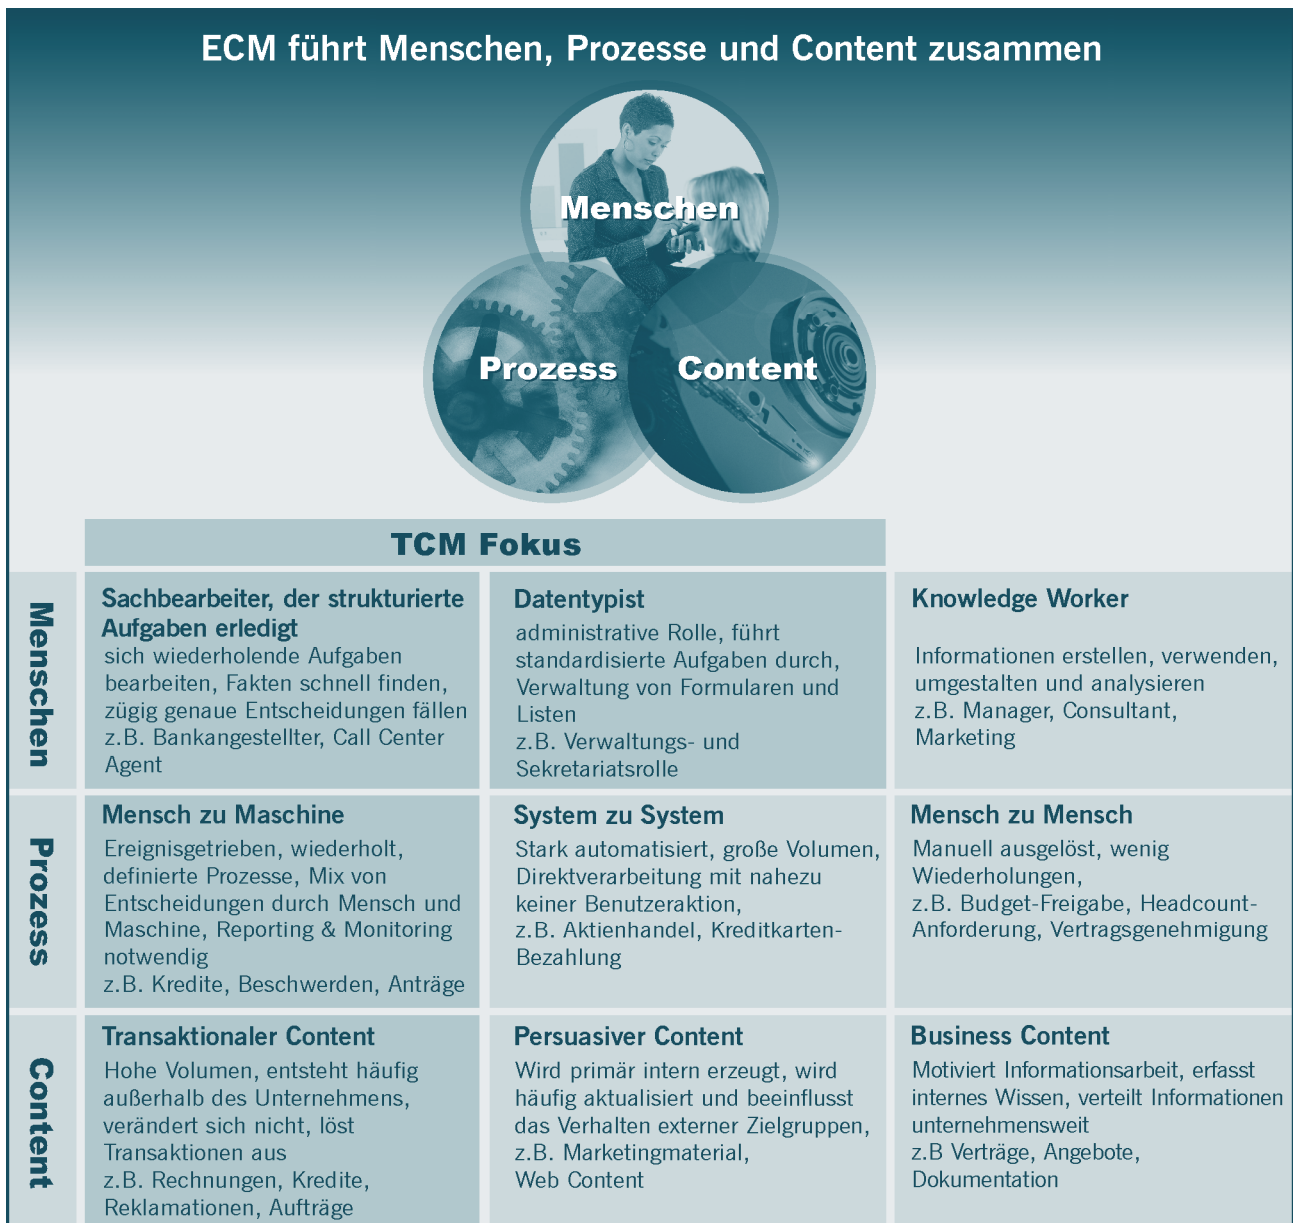 ECM führt Menschen, Prozesse und Content zusammen
Menschen
Prozess
Content
TCM Fokus
Menschen
Sachbearbeiter, der strukturierte
Aufgaben erledigt
sich wiederholende Aufgaben
bearbeiten, Fakten schnell finden,
zügig genaue Entscheidungen fällen
z.B. Bankangestellter, Call Center
Agent
Datentypist
administrative Rolle, führt
standardisierte Aufgaben durch,
Verwaltung von Formularen und
Listen
z.B. Verwaltungs- und
Sekretariatsrolle
Knowledge Worker
Informationen erstellen, verwenden,
umgestalten und analysieren
z.B. Manager, Consultant,
Marketing
Prozess
Mensch zu Maschine
Ereignisgetrieben, wiederholt,
definierte Prozesse, Mix von
Entscheidungen durch Mensch und
Maschine, Reporting & Monitoring
notwendig
z.B. Kredite, Beschwerden, Anträge
System zu System
Stark automatisiert, große Volumen,
Direktverarbeitung mit nahezu
keiner Benutzeraktion,
z.B. Aktienhandel, Kreditkarten-
Bezahlung
Mensch zu Mensch
Manuell ausgelöst, wenig
Wiederholungen,
z.B. Budget-Freigabe, Headcount-
Anforderung, Vertragsgenehmigung
Content
Transaktionaler Content
Hohe Volumen, entsteht häufig
außerhalb des Unternehmens,
verändert sich nicht, löst
Transaktionen aus
z.B. Rechnungen, Kredite,
Reklamationen, Aufträge
Persuasiver Content
Wird primär intern erzeugt, wird
häufig aktualisiert und beeinflusst
das Verhalten externer Zielgruppen,
z.B. Marketingmaterial,
Web Content
Business Content
Motiviert Informationsarbeit, erfasst
internes Wissen, verteilt Informationen
unternehmensweit
z.B Verträge, Angebote,
Dokumentation